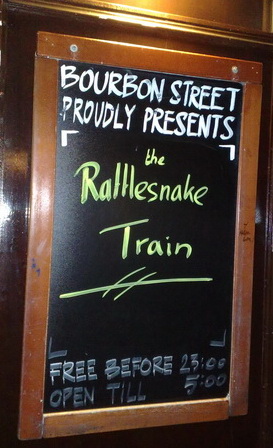 BOURBON STREET
PROUDLY PRESENTS
the
Rattlesnake
Train
FREE BEFORE 23:00
OPEN TILL 5:00